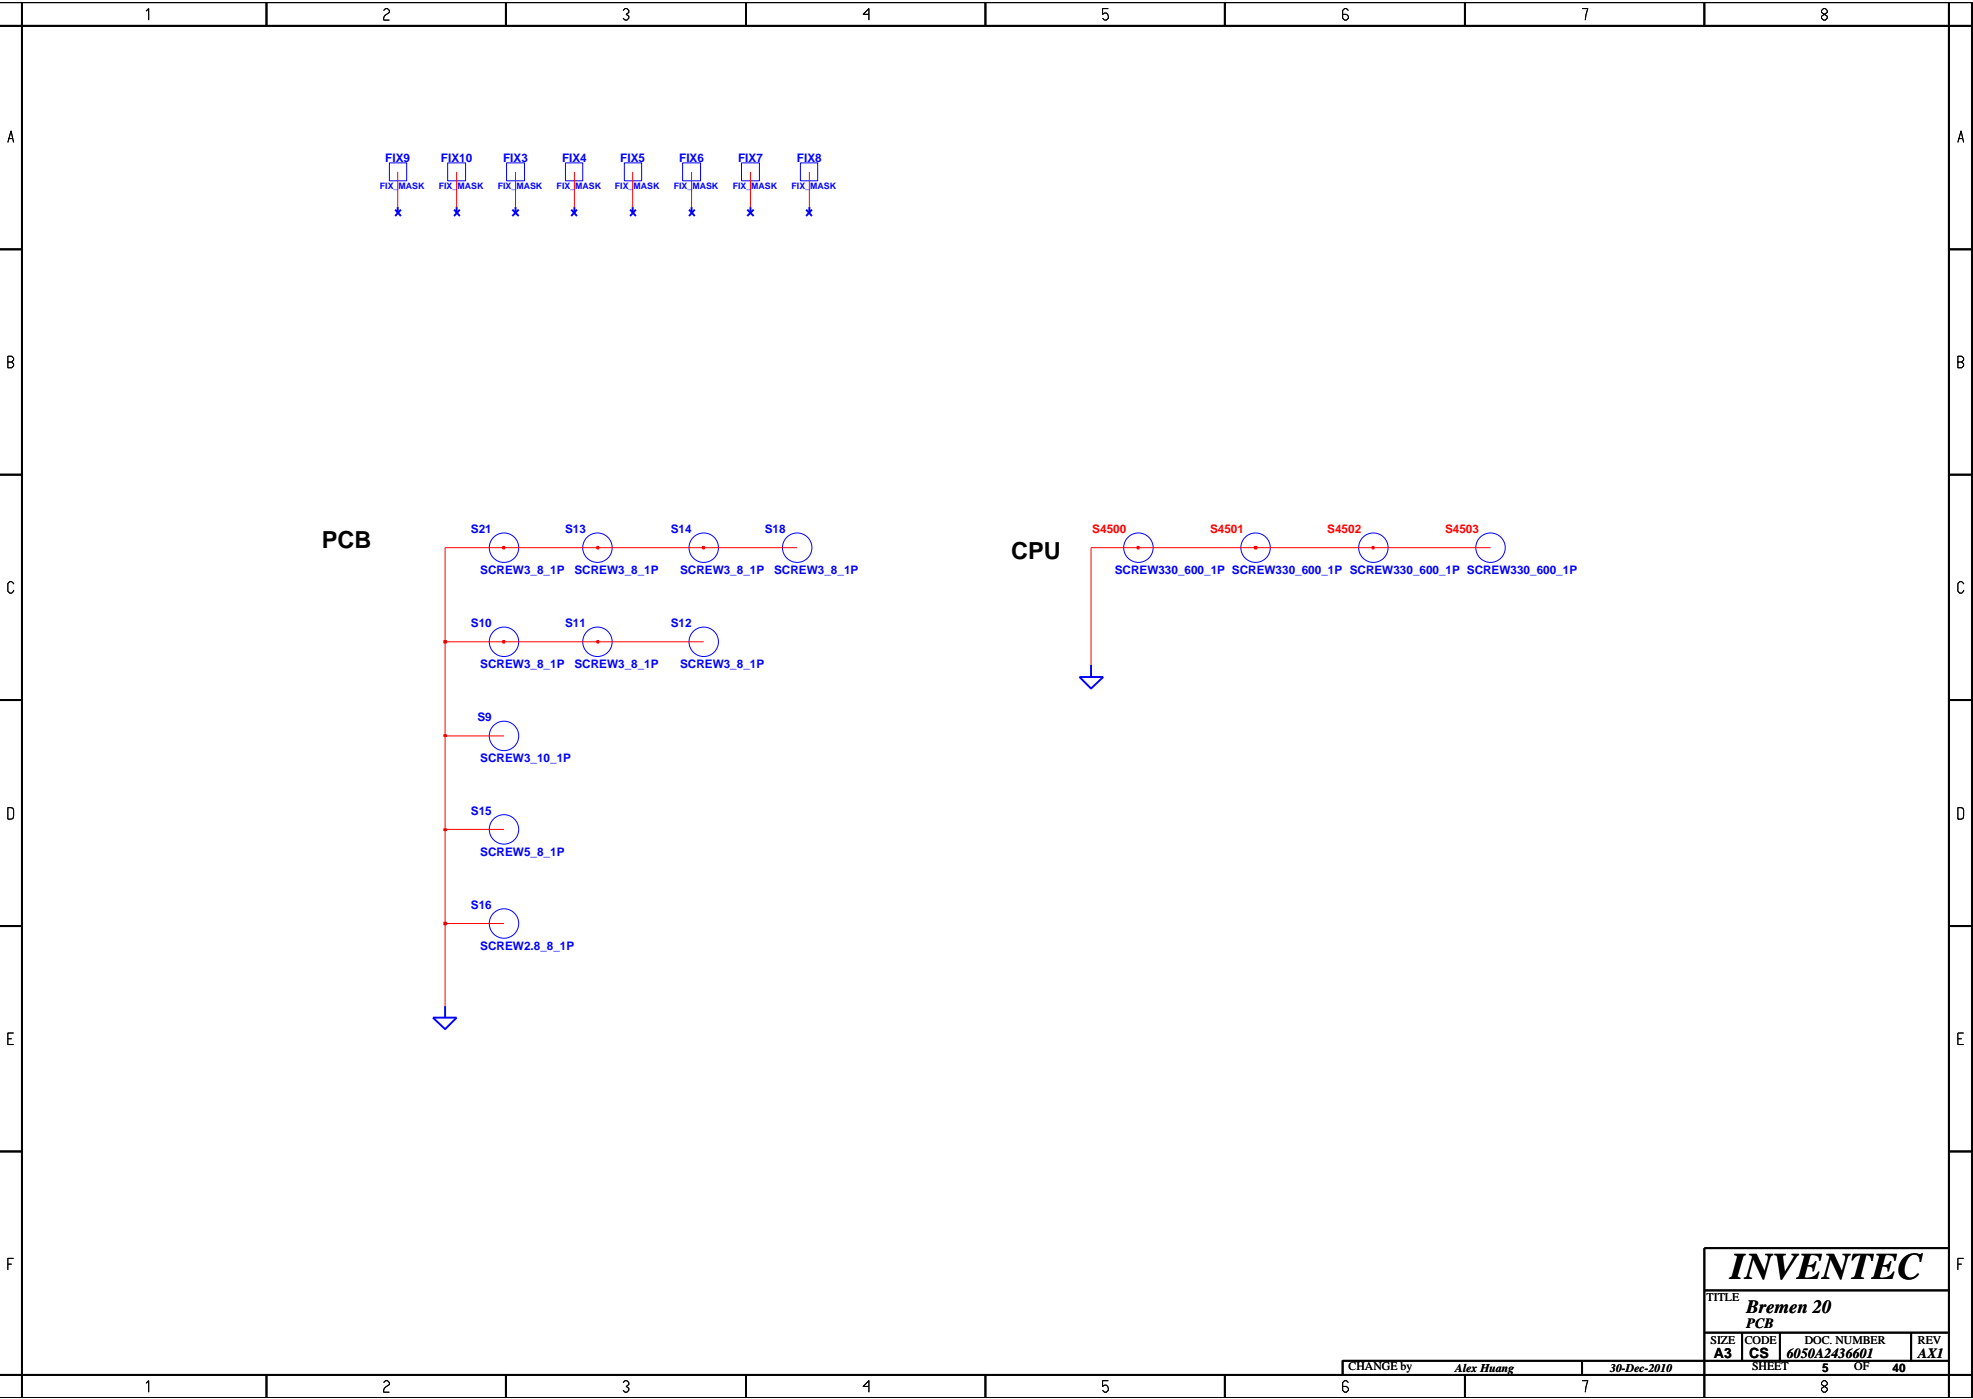 1 2 3 4 5 6 7 8
A A
FIX9 FIX10 FIX3 FIX4 FIX5 FIX6 FIX7 FIX8
FIX_MASK FIX_MASK FIX_MASK FIX_MASK FIX_MASK FIX_MASK FIX_MASK FIX_MASK
B B
PCB
S21 S13 S14 S18
SCREW3_8_1P SCREW3_8_1P SCREW3_8_1P SCREW3_8_1P
CPU
S4500 S4501 S4502 S4503
SCREW330_600_1P SCREW330_600_1P SCREW330_600_1P SCREW330_600_1P
C C
S10 S11 S12
SCREW3_8_1P SCREW3_8_1P SCREW3_8_1P
S9
SCREW3_10_1P
D D
S15
SCREW5_8_1P
S16
SCREW2.8_8_1P
E E
F F
INVENTEC
TITLE
Bremen 20
PCB
SIZE CODE DOC. NUMBER REV
A3 CS 6050A2436601 AX1
CHANGE by Alex Huang 30-Dec-2010 SHEET 5 OF 40
1 2 3 4 5 6 7 8